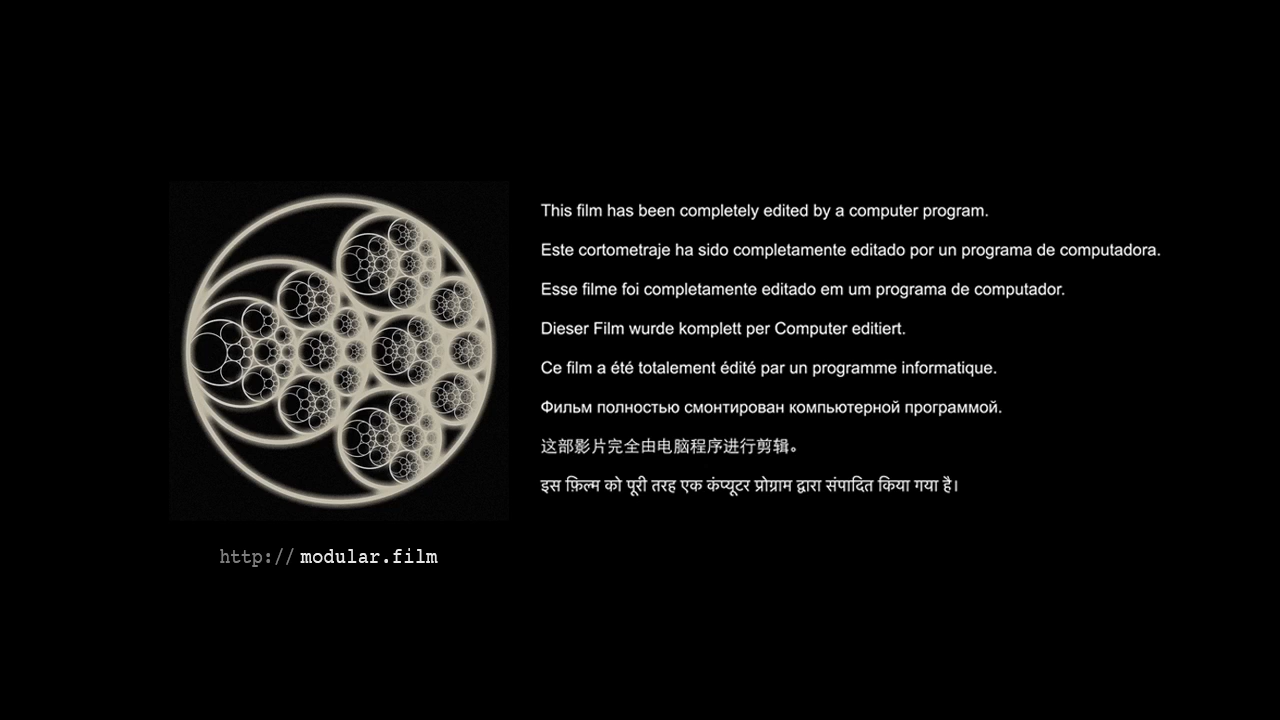 This film has been completely edited by a computer program.
Este cortometraje ha sido completamente editado por un programa de computadora.
Esse filme foi completamente editado em um programa de computador.
Dieser Film wurde komplett per Computer editiert.
Ce film a été totalement édité par un programme informatique.
Фильм полностью смонтирован компьютерной программой.
这部影片完全由电脑程序进行剪辑。
इस फ़िल्म को पूरी तरह एक कंप्यूटर प्रोग्राम द्वारा संपादित किया गया है।
http:// modular.film